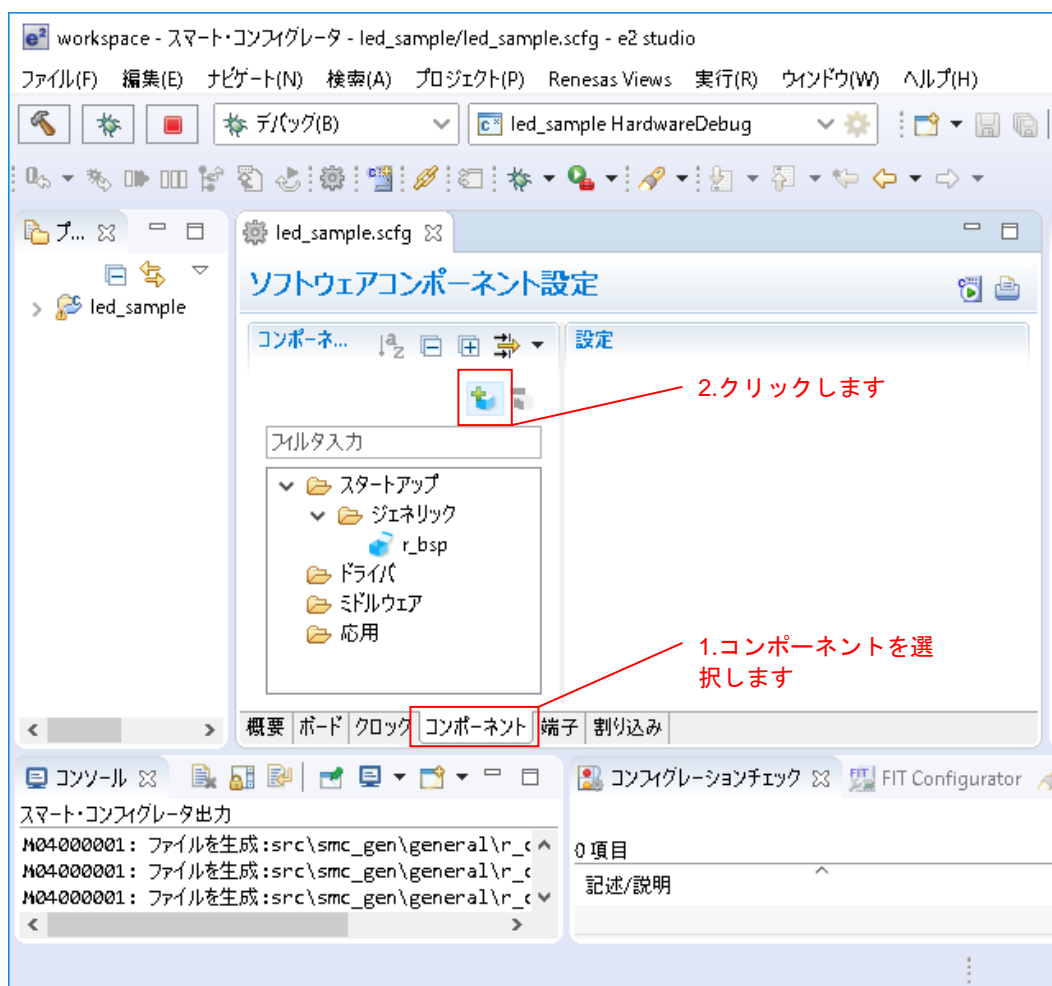 workspace - スマート・コンフィグレータ - led_sample/led_sample.scfg - e2 studio
ファイル(F) 編集(E) ナビゲート(N) 検索(A) プロジェクト(P) Renesas Views 実行(R) ウィンドウ(W) ヘルプ(H)
デバッグ(B) led_sample HardwareDebug
プ... led_sample.scfg
ソフトウェアコンポーネント設定
led_sample
コンポーネ... 設定
2.クリックします
フィルタ入力
スタートアップ
ジェネリック
r_bsp
ドライバ
ミドルウェア
応用
1.コンポーネントを選
択します
概要 ボード クロック コンポーネント 端子 割り込み
コンソール コンフィグレーションチェック FIT Configurator
スマート・コンフィグレータ出力
M04000001: ファイルを生成:src\smc_gen\general\r_c
M04000001: ファイルを生成:src\smc_gen\general\r_c
M04000001: ファイルを生成:src\smc_gen\general\r_c
0 項目
記述/説明